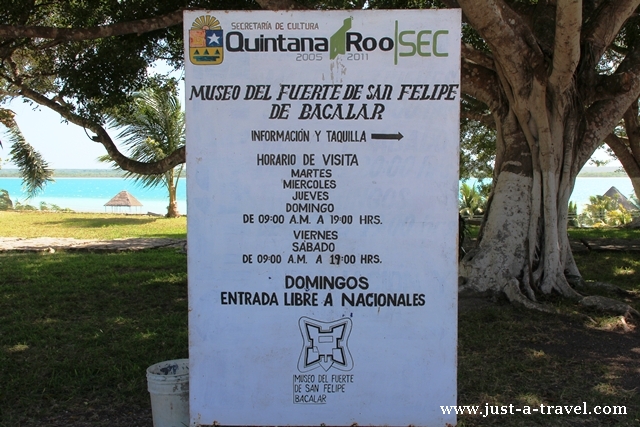 SECRETARÍA DE CULTURA
Quintana Roo SEC
2005 2011
MUSEO DEL FUERTE DE SAN FELIPE
DE BACALAR
INFORMACIÓN Y TAQUILLA
HORARIO DE VISITA
MARTES
MIERCOLES
JUEVES
DOMINGO
DE 09:00 A.M. A 19:00 HRS.
VIERNES
SÁBADO
DE 09:00 A.M. A 19:00 HRS.
DOMINGOS
ENTRADA LIBRE A NACIONALES
MUSEO DEL FUERTE
DE SAN FELIPE
BACALAR
www.just-a-travel.com